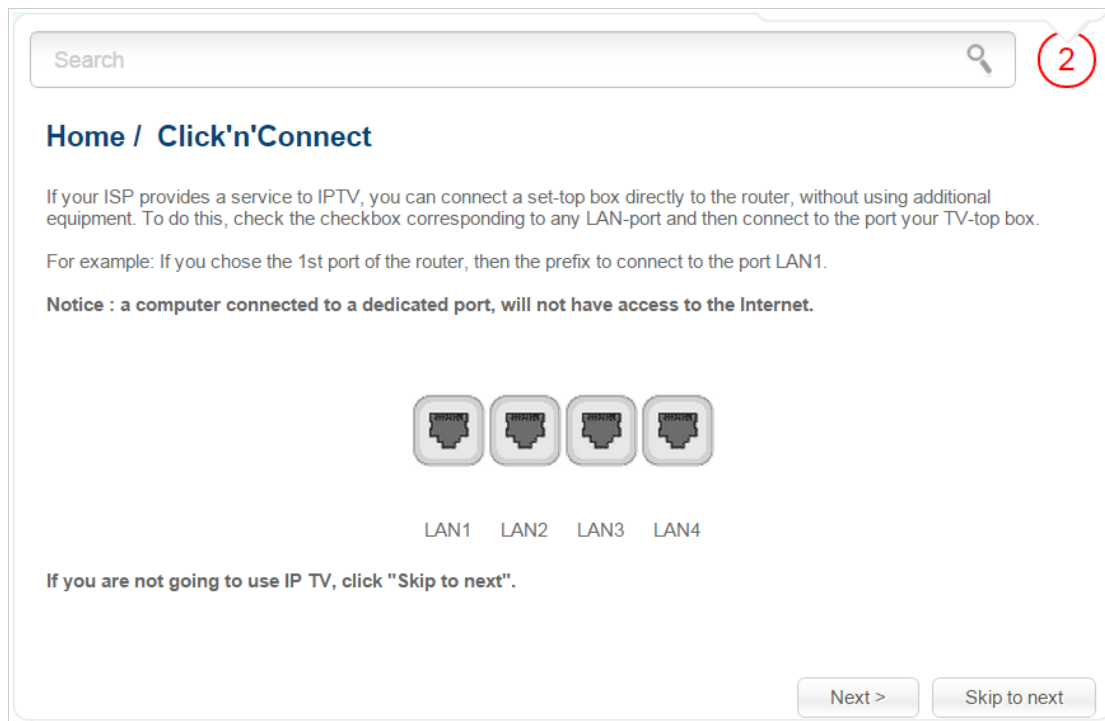 Search
2
Home / Click'n'Connect
If your ISP provides a service to IPTV, you can connect a set-top box directly to the router, without using additional
equipment. To do this, check the checkbox corresponding to any LAN-port and then connect to the port your TV-top box.
For example: If you chose the 1st port of the router, then the prefix to connect to the port LAN1.
Notice : a computer connected to a dedicated port, will not have access to the Internet.
LAN1 LAN2 LAN3 LAN4
If you are not going to use IP TV, click "Skip to next".
Next > Skip to next